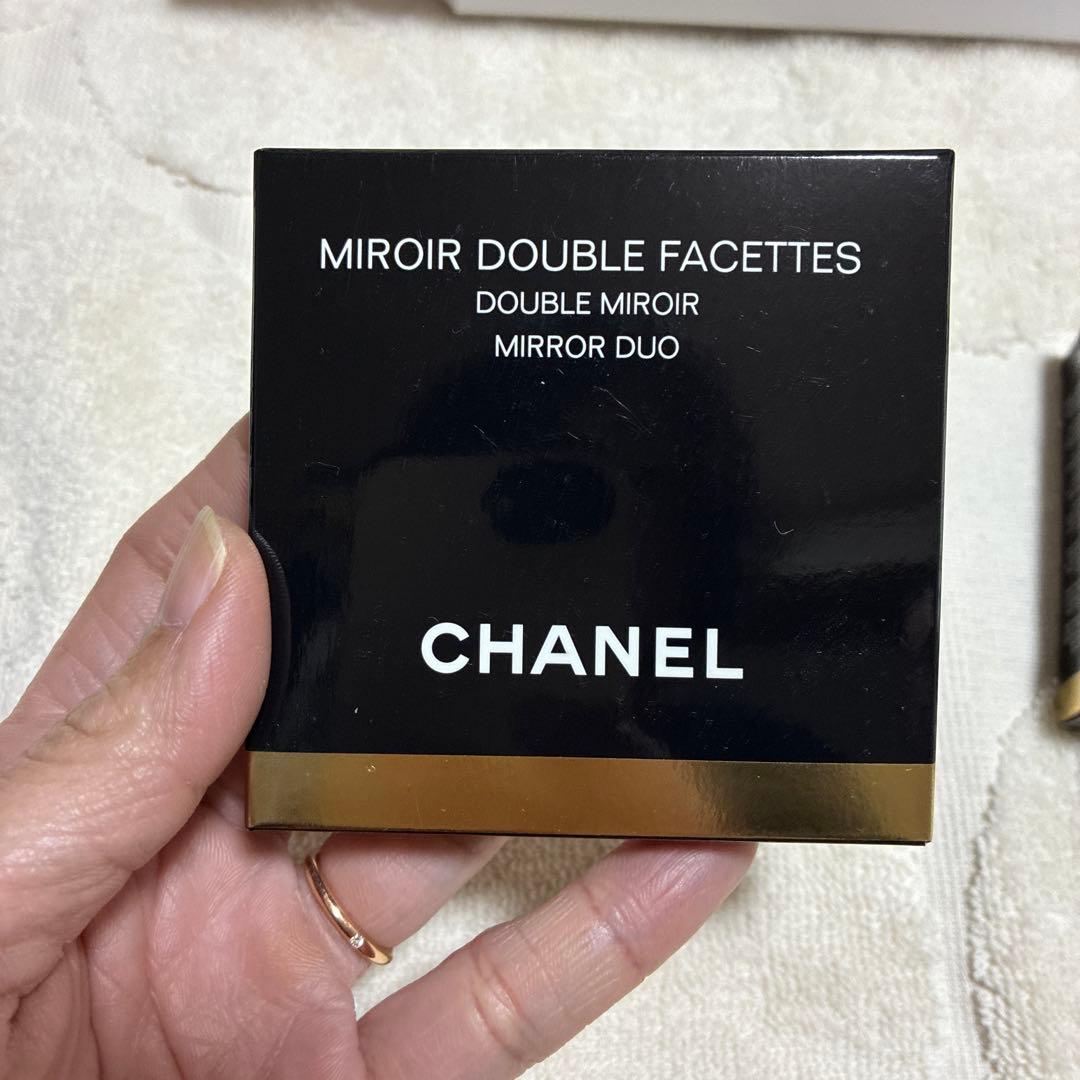 MIROIR DOUBLE FACETTES
DOUBLE MIROIR
MIRROR DUO
CHANEL